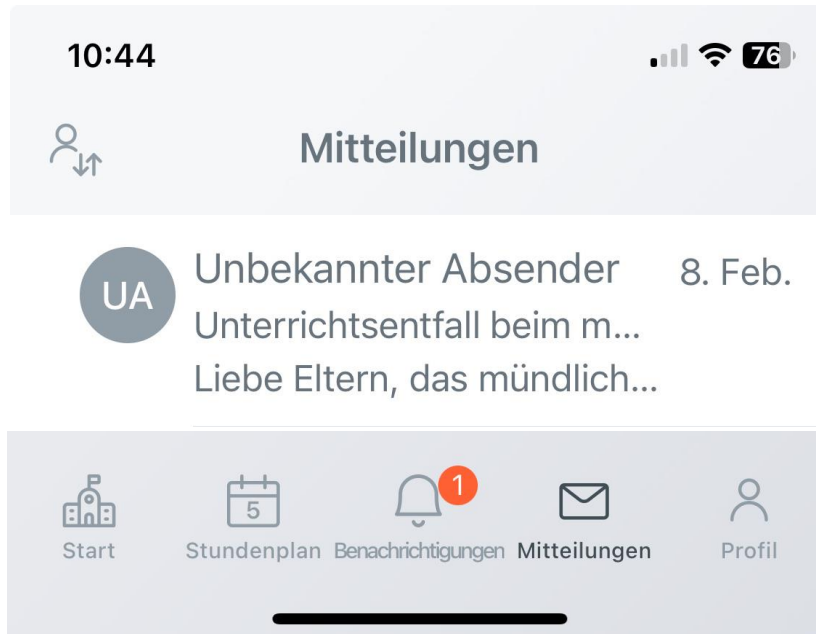 10:44
76
Mitteilungen
UA
Unbekannter Absender 8. Feb.
Unterrichtsentfall beim m...
Liebe Eltern, das mündlich...
1
5
Start Stundenplan Benachrichtigungen Mitteilungen Profil